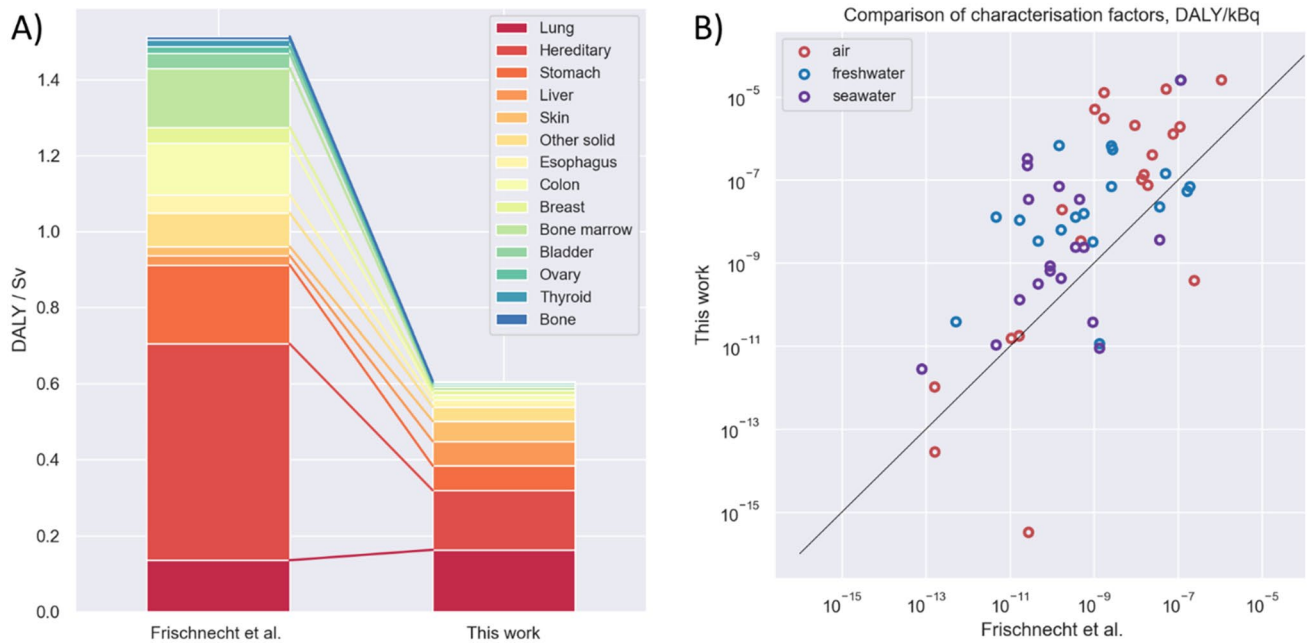 A)
DALY / Sv
1.4
1.2
1.0
0.8
0.6
0.4
0.2
0.0
Lung
Hereditary
Stomach
Liver
Skin
Other solid
Esophagus
Colon
Breast
Bone marrow
Bladder
Ovary
Thyroid
Bone
Frischnecht et al.
This work
B)
Comparison of characterisation factors, DALY/kBq
air
freshwater
seawater
This work
10⁻⁵
10⁻⁷
10⁻⁹
10⁻¹¹
10⁻¹³
10⁻¹⁵
10⁻¹⁵ 10⁻¹³ 10⁻¹¹ 10⁻⁹ 10⁻⁷ 10⁻⁵
Frischnecht et al.